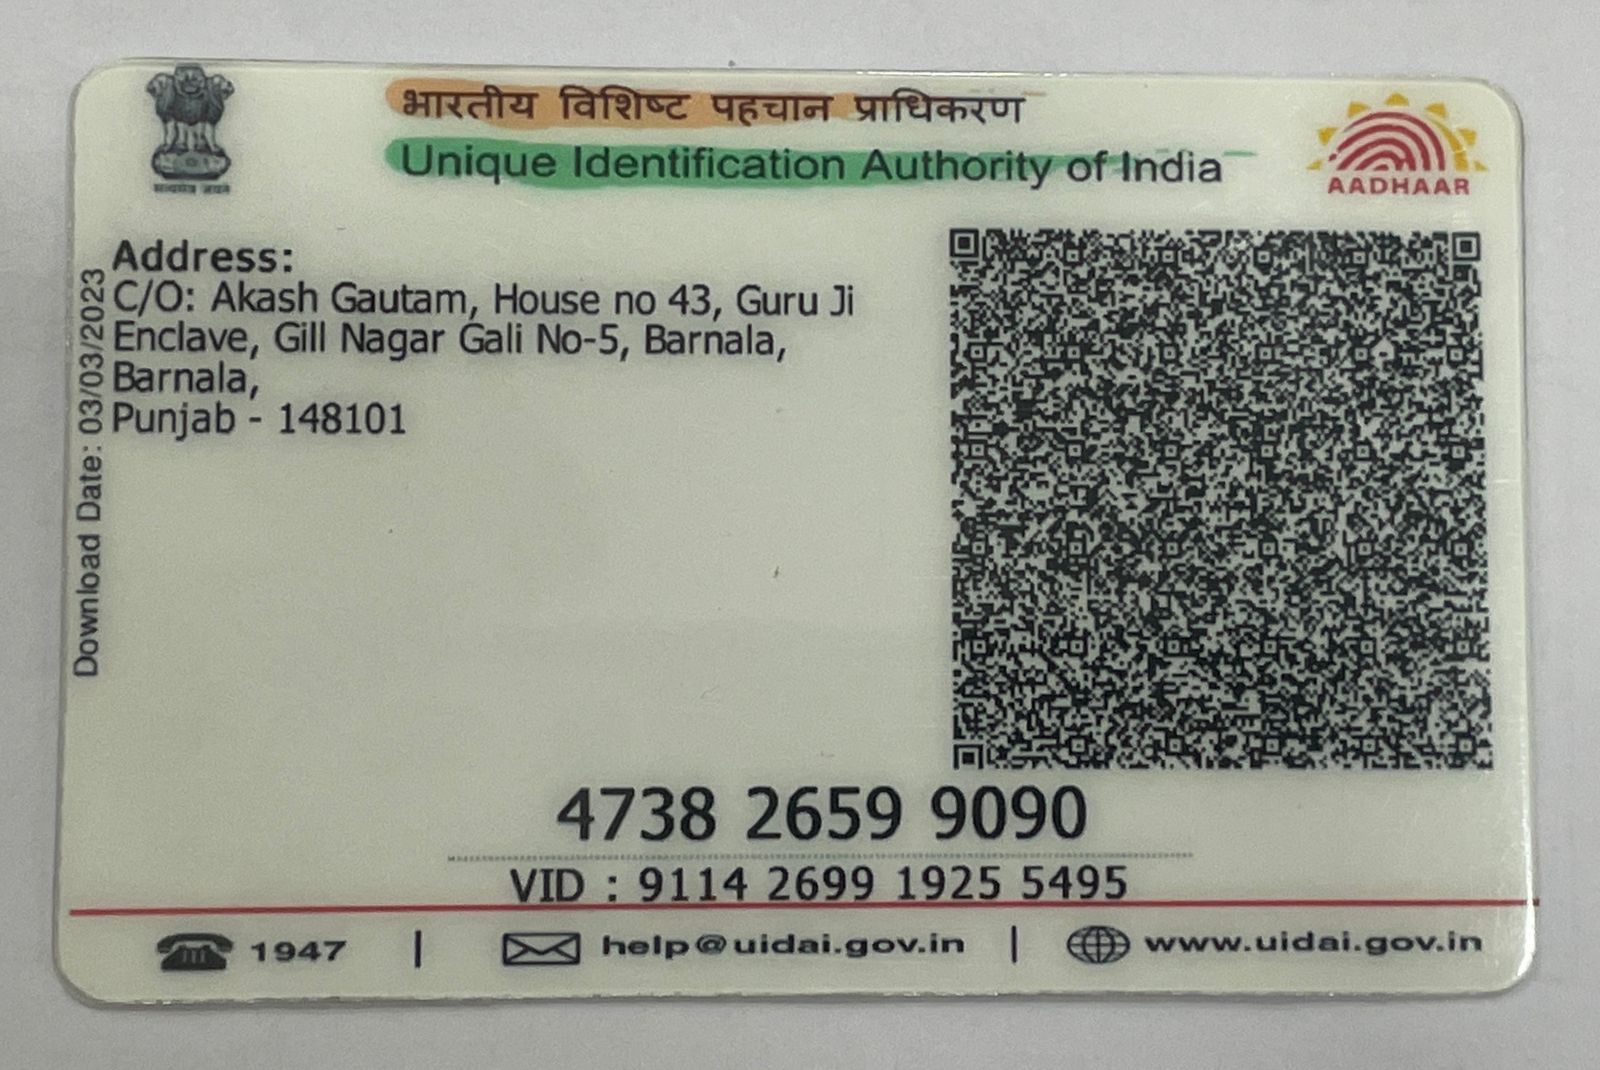 भारतीय विशिष्ट पहचान प्राधिकरण
Unique Identification Authority of India
AADHAAR
Address:
C/O: Akash Gautam, House no 43, Guru Ji
Enclave, Gill Nagar Gali No-5, Barnala,
Barnala,
Punjab - 148101
Download Date: 03/03/2023
4738 2659 9090
VID : 9114 2699 1925 5495
1947 | help@uidai.gov.in | www.uidai.gov.in